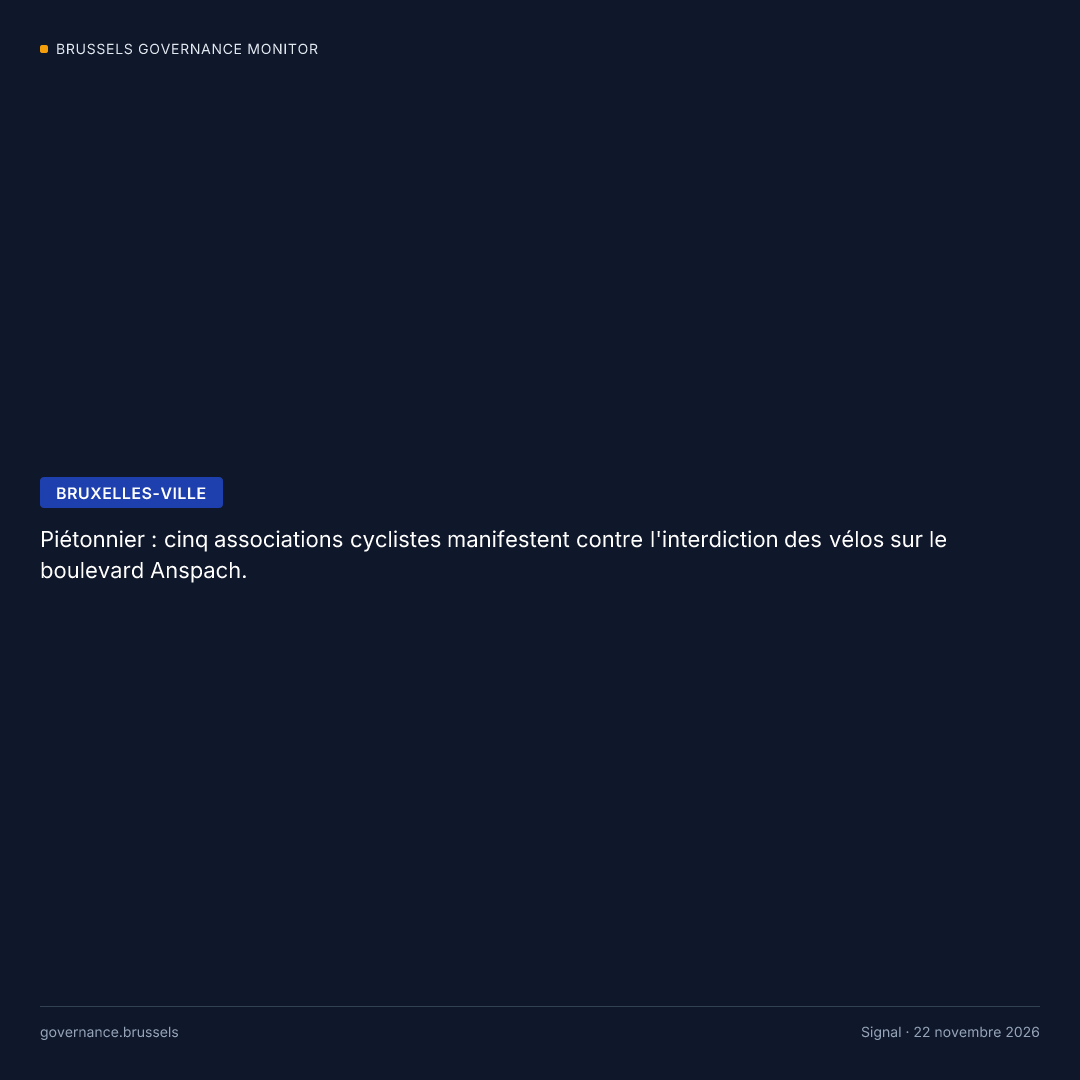 BRUSSELS GOVERNANCE MONITOR
BRUXELLES-VILLE
Piétonnier : cinq associations cyclistes manifestent contre l'interdiction des vélos sur le
boulevard Anspach.
governance.brussels
Signal · 22 novembre 2026